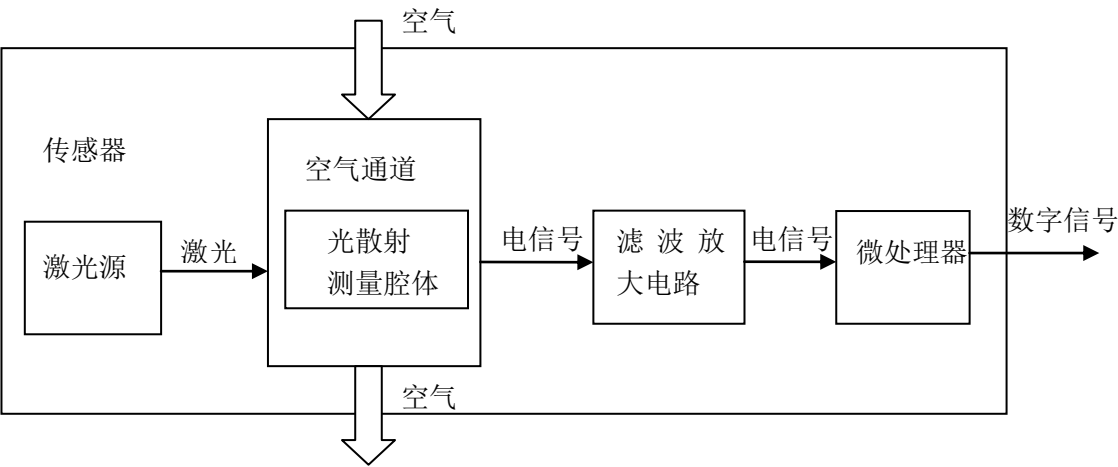 空气
传感器
空气通道
激光源
激光
光散射
测量腔体
电信号
滤 波 放
大电路
电信号
微处理器
数字信号
空气